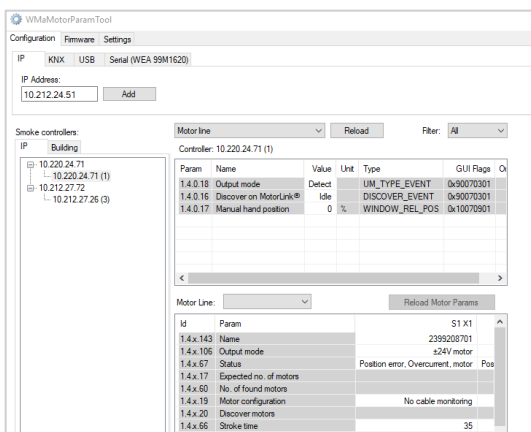 WMaMotorParamTool
Configuration Firmware Settings
IP KNX USB Serial (WEA 99M1620)
IP Address:
10.212.24.51 Add
Smoke controllers:
IP Building
10.220.24.71
10.220.24.71 (1)
10.212.27.72
10.212.27.26 (3)
Motor line Reload Filter: All
Controller: 10.220.24.71 (1)
Param Name Value Unit Type GUI Flags
1.4.0.18 Output mode Detect UM_TYPE_EVENT 0x90070301
1.4.0.16 Discover on MotorLink® Idle DISCOVER_EVENT 0x90070301
1.4.0.17 Manual hand position 0 % WINDOW_REL_POS 0x10070901
Motor Line: Reload Motor Params
Id Param S1 X1
1.4.x.143 Name 2399208701
1.4.x.106 Output mode ±24V motor
1.4.x.67 Status Position error, Overcurrent, motor Pos
1.4.x.17 Expected no. of motors
1.4.x.60 No. of found motors
1.4.x.19 Motor configuration No cable monitoring
1.4.x.20 Discover motors
1.4.x.66 Stroke time 35